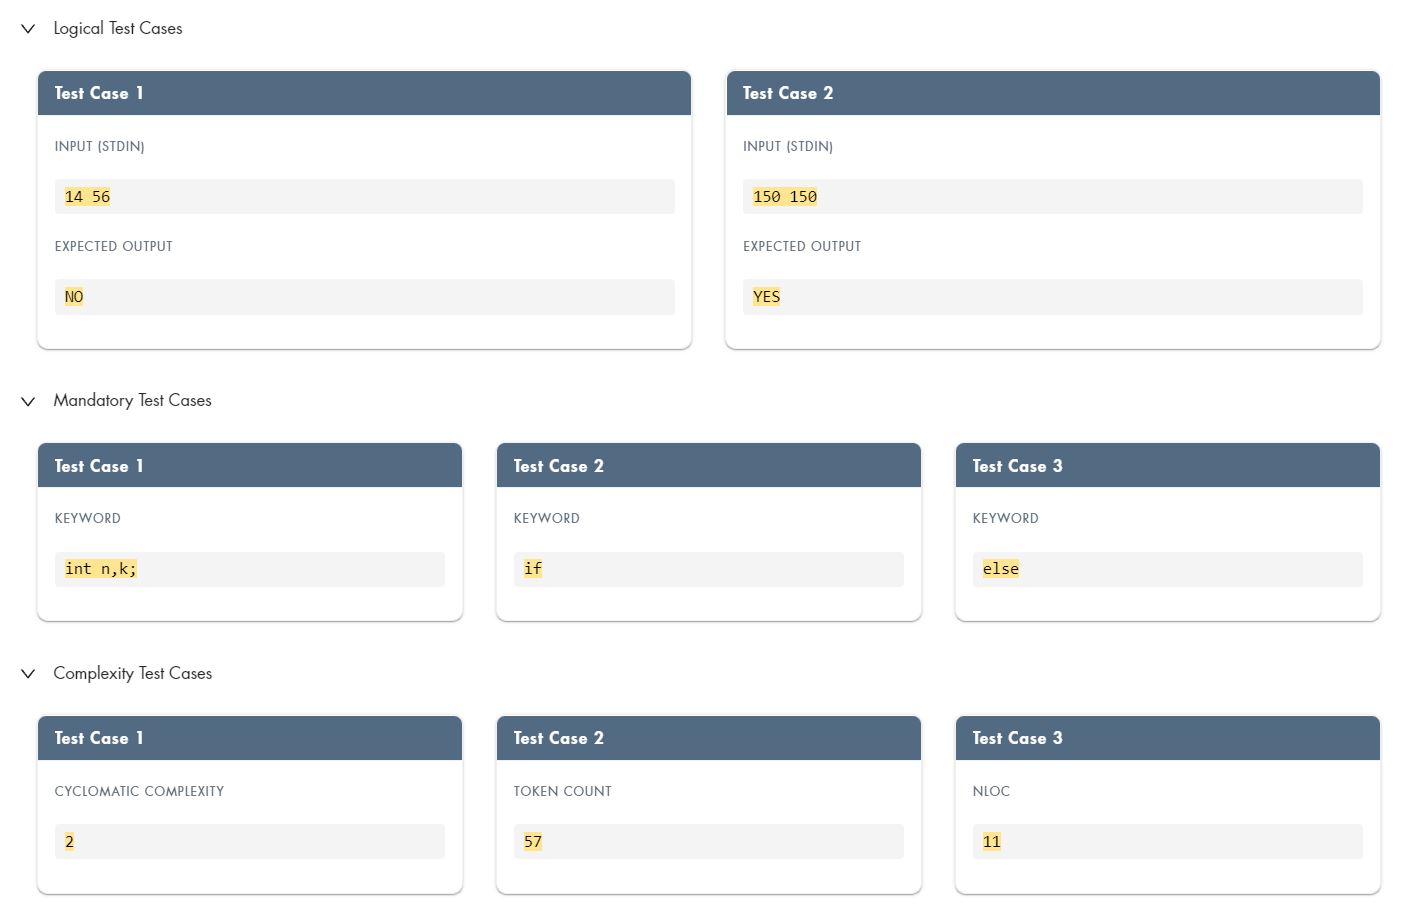 Logical Test Cases
Test Case 1
INPUT (STDIN)
14 56
EXPECTED OUTPUT
NO
Test Case 2
INPUT (STDIN)
150 150
EXPECTED OUTPUT
YES
Mandatory Test Cases
Test Case 1
KEYWORD
int n,k;
Test Case 2
KEYWORD
if
Test Case 3
KEYWORD
else
Complexity Test Cases
Test Case 1
CYCLOMATIC COMPLEXITY
2
Test Case 2
TOKEN COUNT
57
Test Case 3
NLOC
11